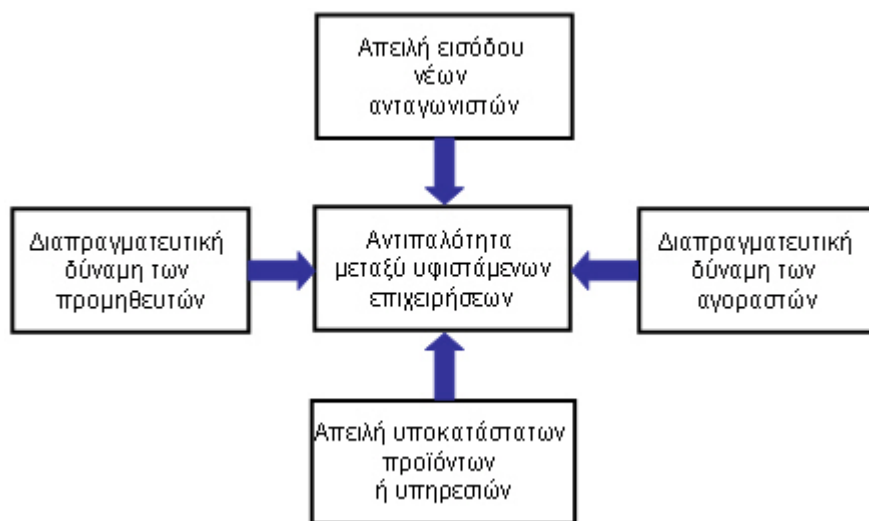 Απειλή εισόδου
νέων
ανταγωνιστών
Διαπραγματευτική
δύναμη των
προμηθευτών
Αντιπαλότητα
μεταξύ υφιστάμενων
επιχειρήσεων
Διαπραγματευτική
δύναμη των
αγοραστών
Απειλή υποκατάστατων
προϊόντων
ή υπηρεσιών